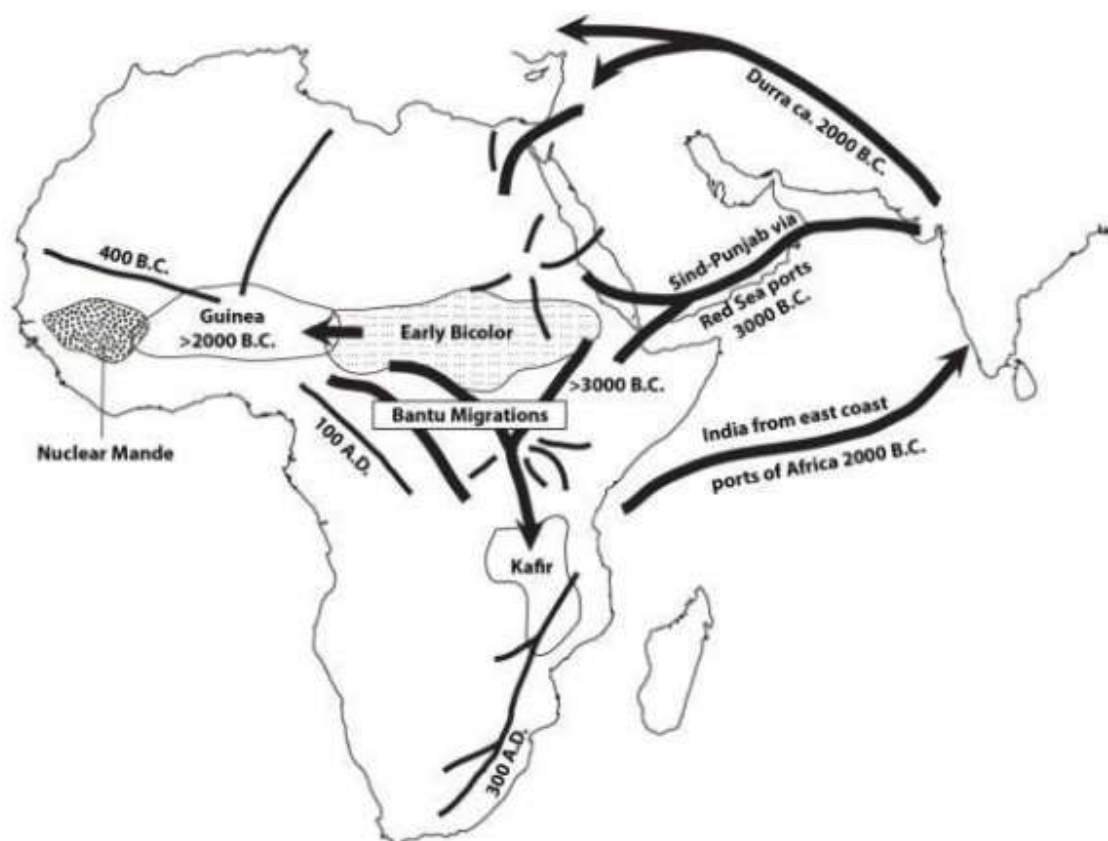 Durra ca. 2000 B.C.
Sind-Punjab via
Red Sea ports
3000 B.C.
400 B.C.
Guinea
>2000 B.C.
Early Bicolor
>3000 B.C.
Bantu Migrations
Nuclear Mande
100 A.D.
India from east coast
ports of Africa 2000 B.C.
Kafir
300 A.D.